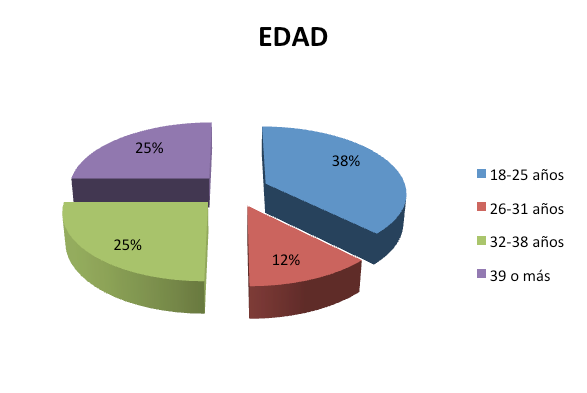 EDAD
25%
38%
25%
12%
18-25 años
26-31 años
32-38 años
39 o más